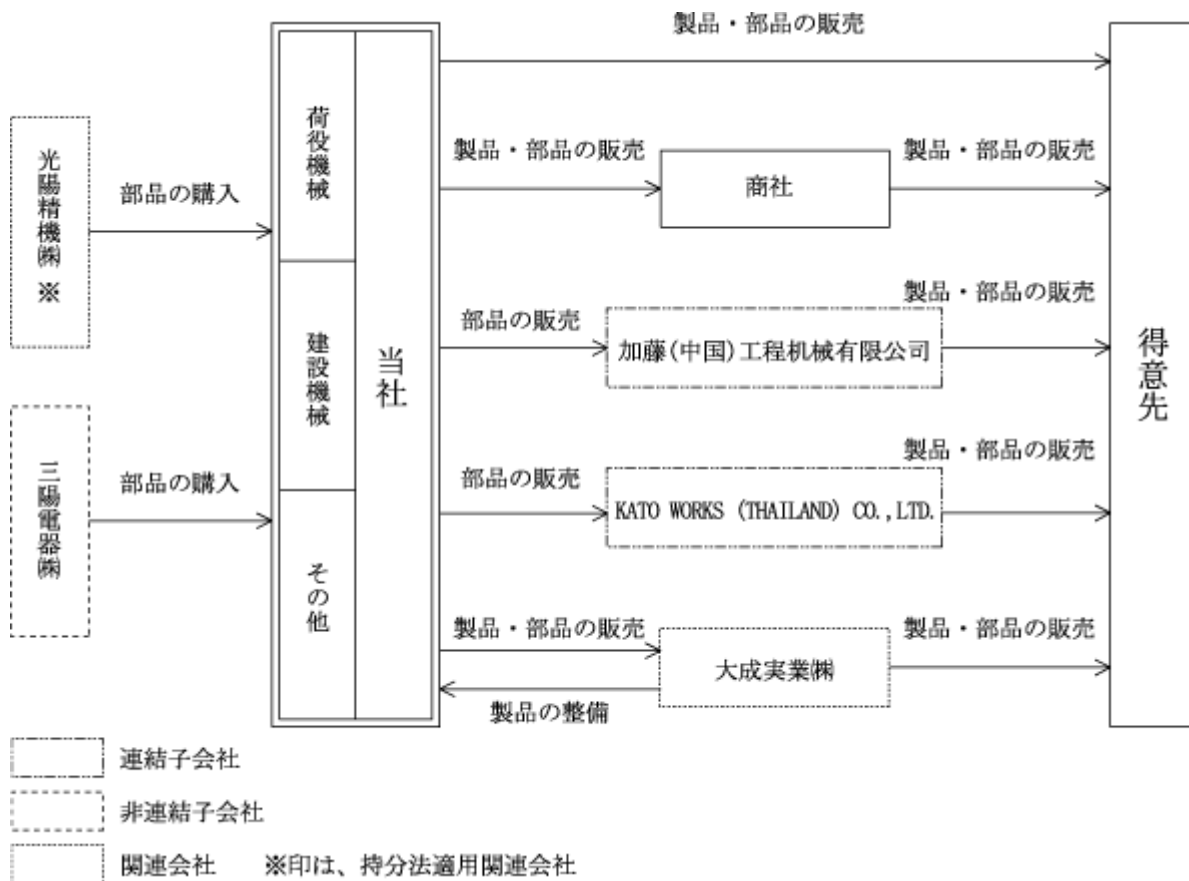 製品・部品の販売
光陽精機㈱ ※
部品の購入
三陽電器㈱
部品の購入
荷役機械
建設機械
その他
当社
製品・部品の販売
商社
製品・部品の販売
部品の販売
加藤(中国)工程机械有限公司
製品・部品の販売
部品の販売
KATO WORKS (THAILAND) CO.,LTD.
製品・部品の販売
製品・部品の販売
大成実業㈱
製品の整備
製品・部品の販売
得意先
連結子会社
非連結子会社
関連会社 ※印は、持分法適用関連会社